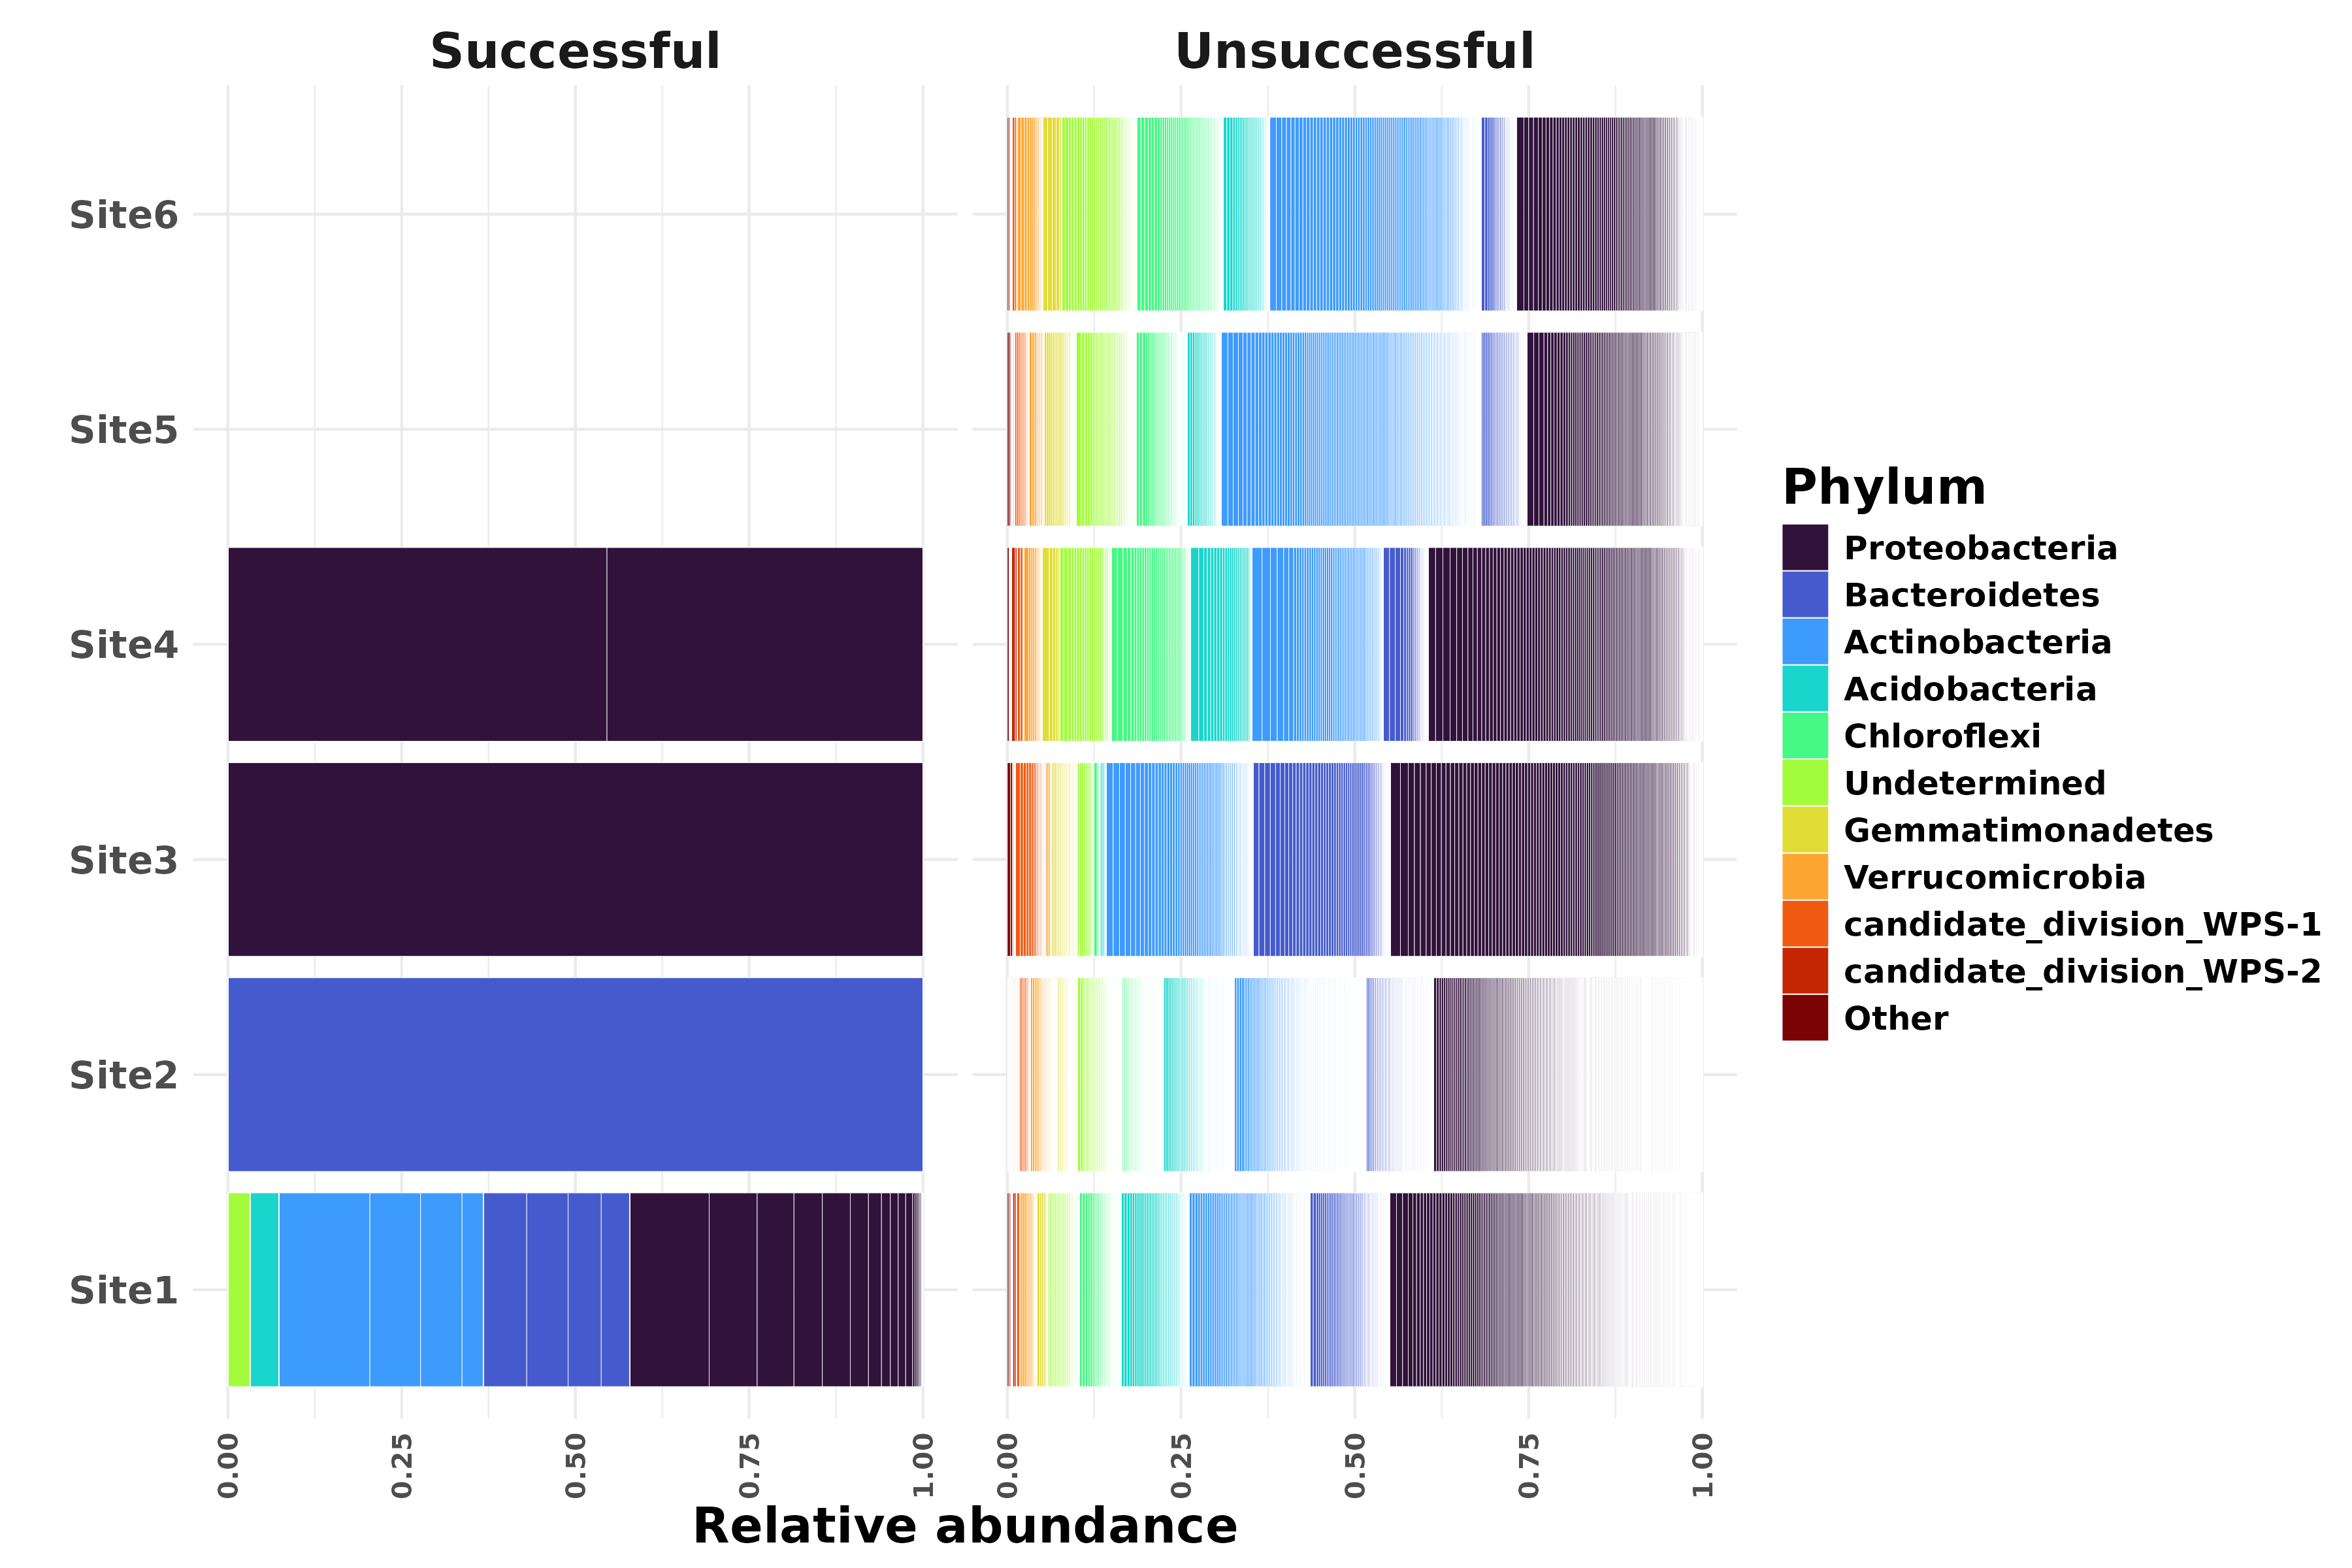 Successful
Unsuccessful
Site6
Site5
Site4
Site3
Site2
Site1
0.00
0.25
0.50
0.75
1.00
0.00
0.25
0.50
0.75
1.00
Relative abundance
Phylum
Proteobacteria
Bacteroidetes
Actinobacteria
Acidobacteria
Chloroflexi
Undetermined
Gemmatimonadetes
Verrucomicrobia
candidate_division_WPS-1
candidate_division_WPS-2
Other